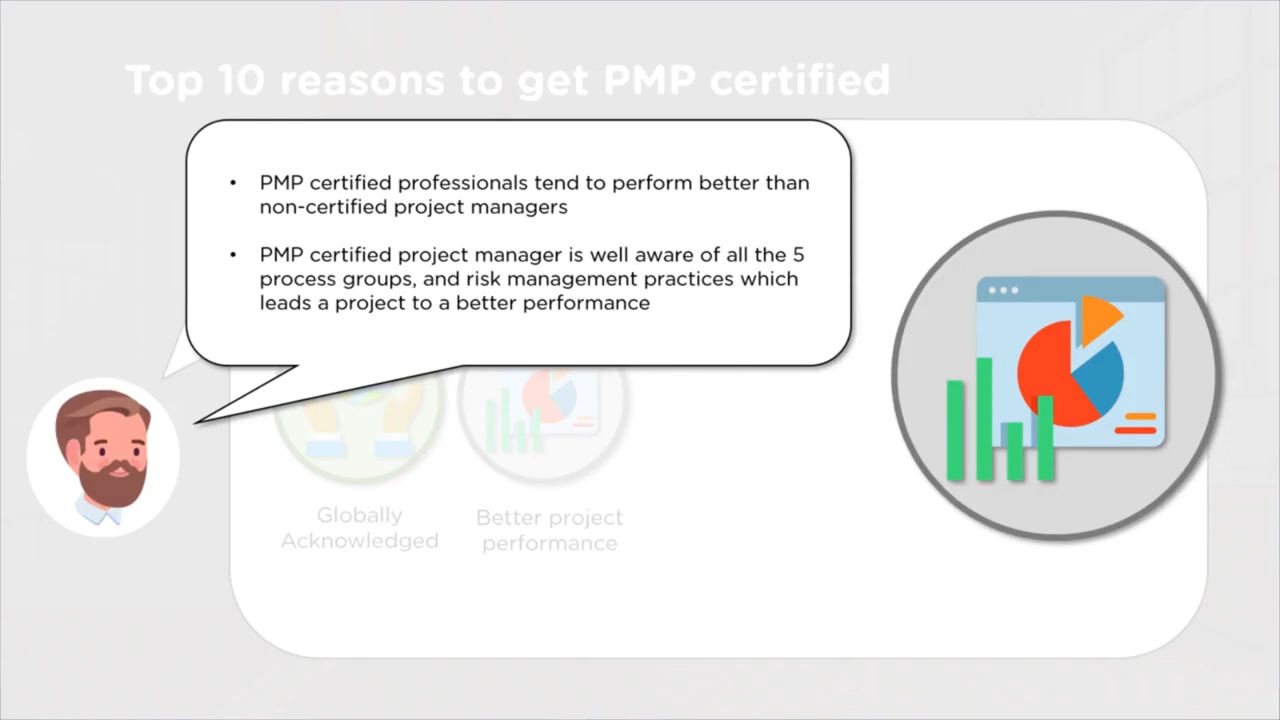 Top 10 reasons to get PMP certified
• PMP certified professionals tend to perform better than
non-certified project managers
• PMP certified project manager is well aware of all the 5
process groups, and risk management practices which
leads a project to a better performance
Globally
Acknowledged
Better project
performance